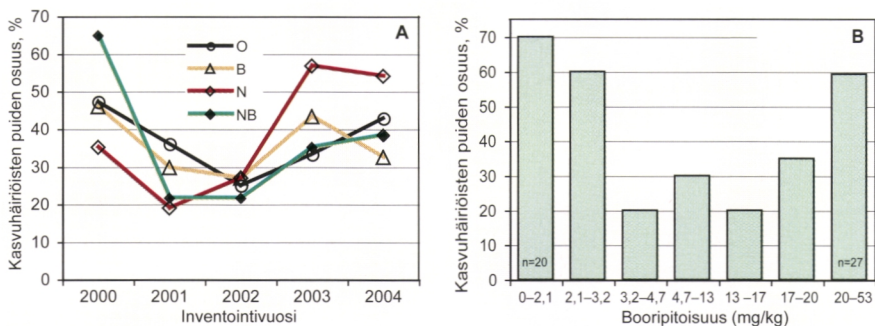 Kasvuhäiriöisten puiden osuus, %
70
60
50
40
30
20
10
0
A
O
B
N
NB
2000 2001 2002 2003 2004
Inventointivuosi
Kasvuhäiriöisten puiden osuus, %
70
60
50
40
30
20
10
0
B
n=20
n=27
0–2,1 2,1–3,2 3,2–4,7 4,7–13 13 –17 17–20 20–53
Booripitoisuus (mg/kg)